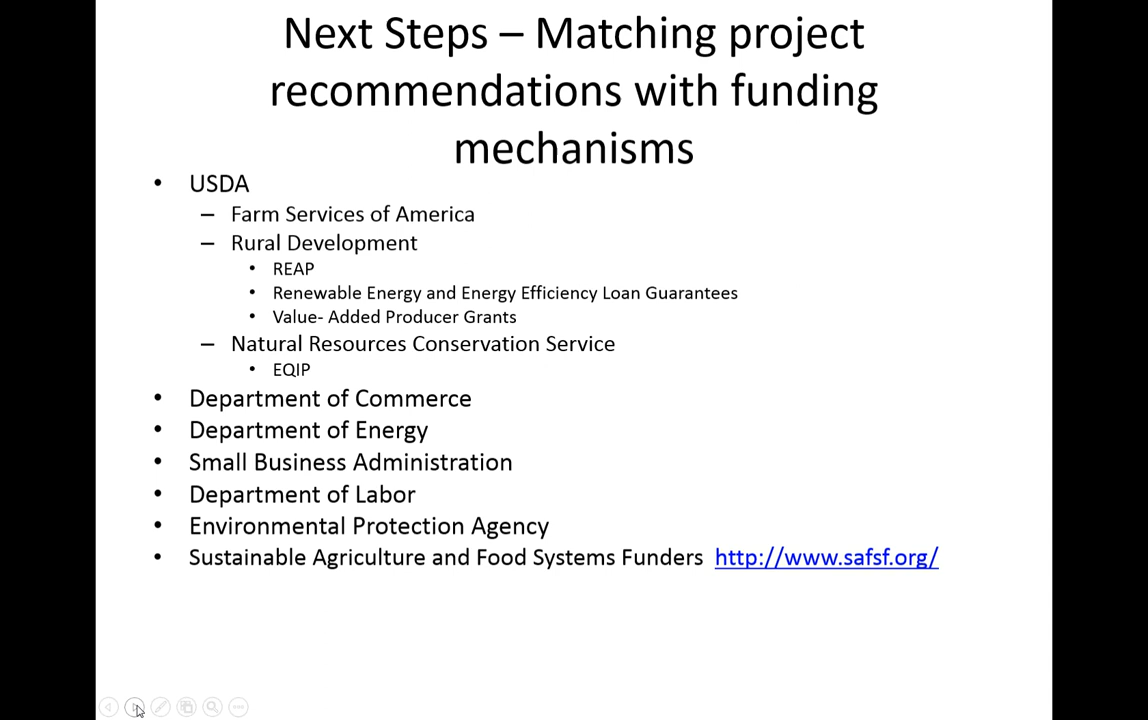 Next Steps – Matching project
recommendations with funding
mechanisms
• USDA
– Farm Services of America
– Rural Development
• REAP
• Renewable Energy and Energy Efficiency Loan Guarantees
• Value- Added Producer Grants
– Natural Resources Conservation Service
• EQIP
• Department of Commerce
• Department of Energy
• Small Business Administration
• Department of Labor
• Environmental Protection Agency
• Sustainable Agriculture and Food Systems Funders http://www.safsf.org/